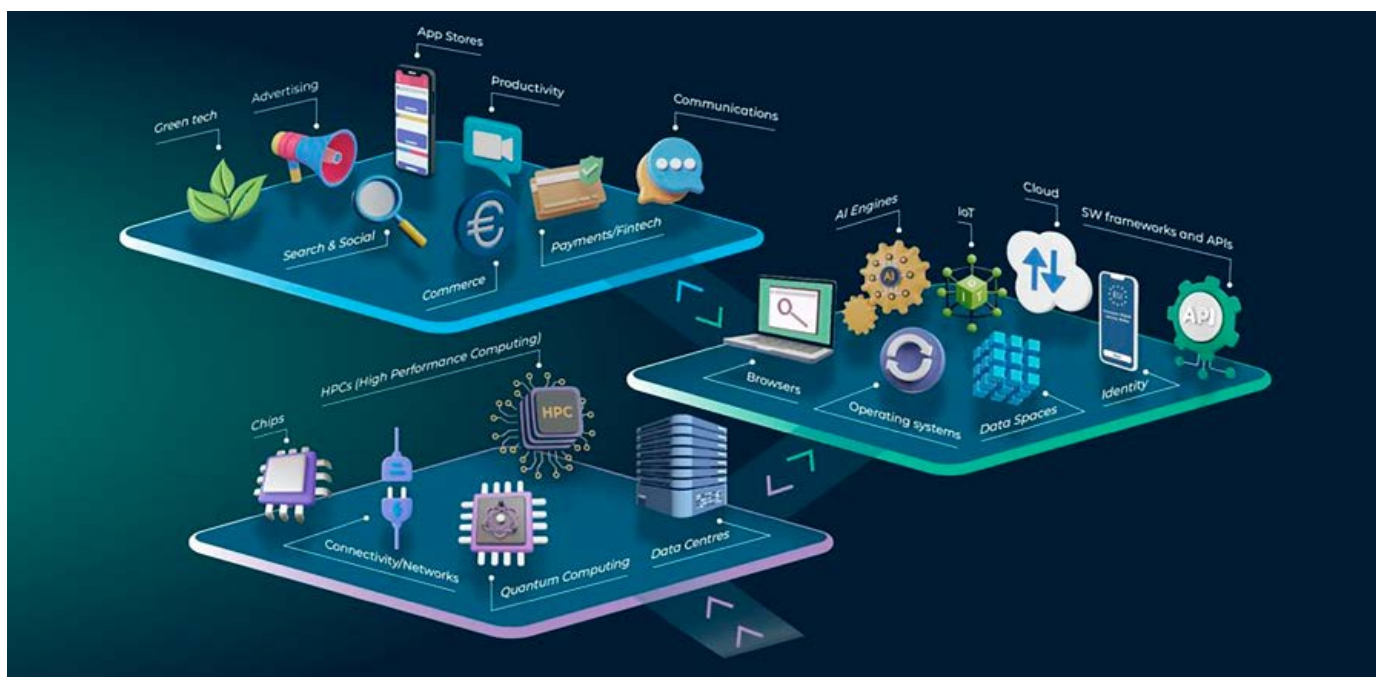 App Stores
Advertising
Productivity
Green tech
Communications
Search & Social
Payments/Fintech
Commerce
AI Engines
IoT
Cloud
SW frameworks and APIs
AI
EU
API
Browsers
Operating systems
Data Spaces
Identity
HPCs (High Performance Computing)
Chips
HPC
Connectivity/Networks
Quantum Computing
Data Centres